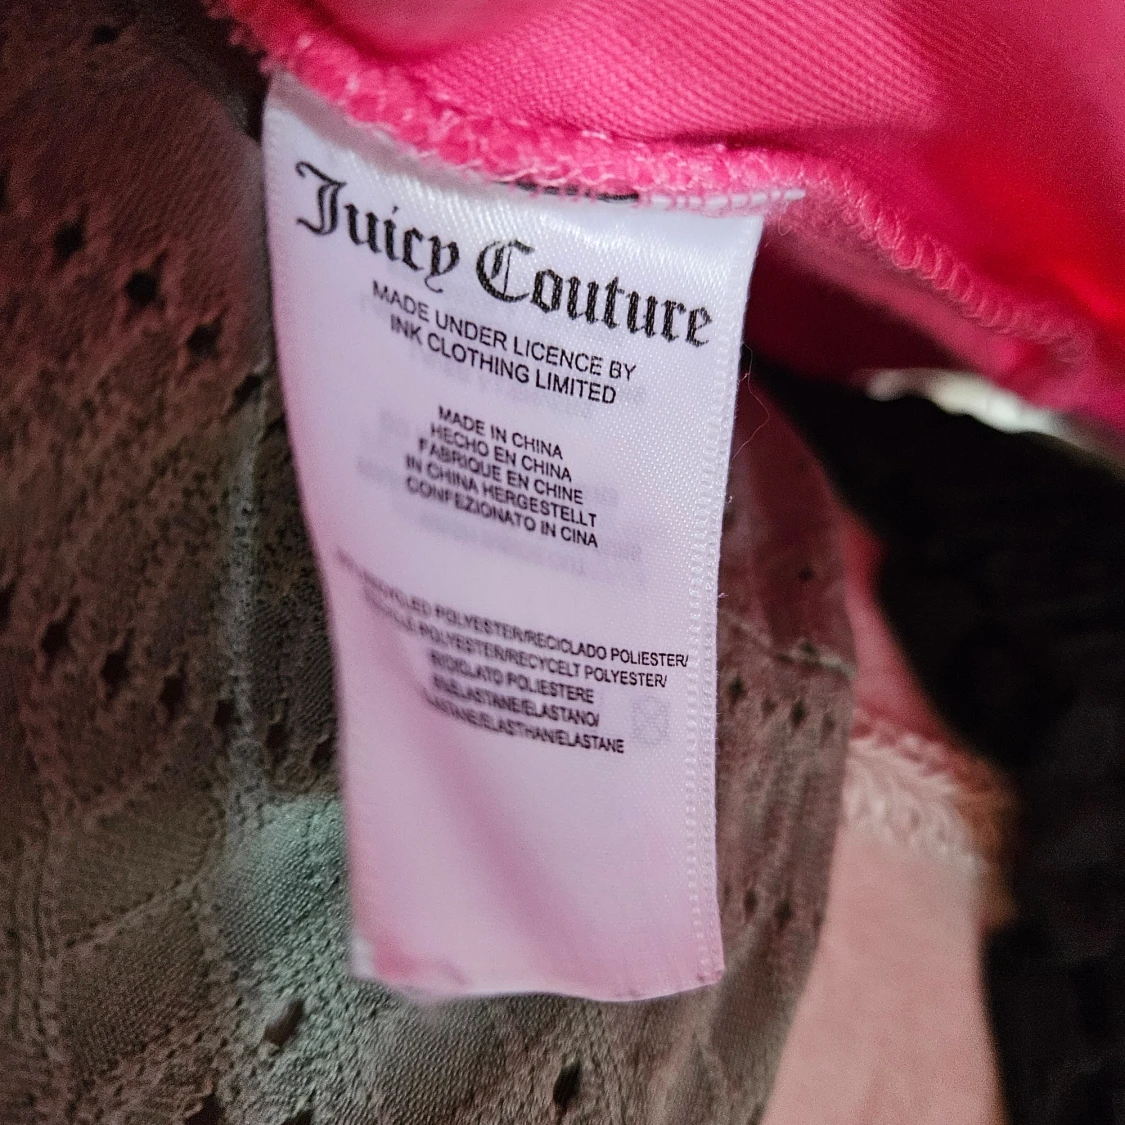 Juicy Couture
MADE UNDER LICENCE BY
INK CLOTHING LIMITED
MADE IN CHINA
HECHO EN CHINA
FABRIQUE EN CHINE
IN CHINA HERGESTELLT
CONFEZIONATO IN CINA
POLYESTER/RECICLADO POLIESTER/
POLYESTER/RECYCELT POLYESTER/
RICICLATO POLIESTERE
ELASTANE/ELASTANO/
ELASTHAN/ELASTANE